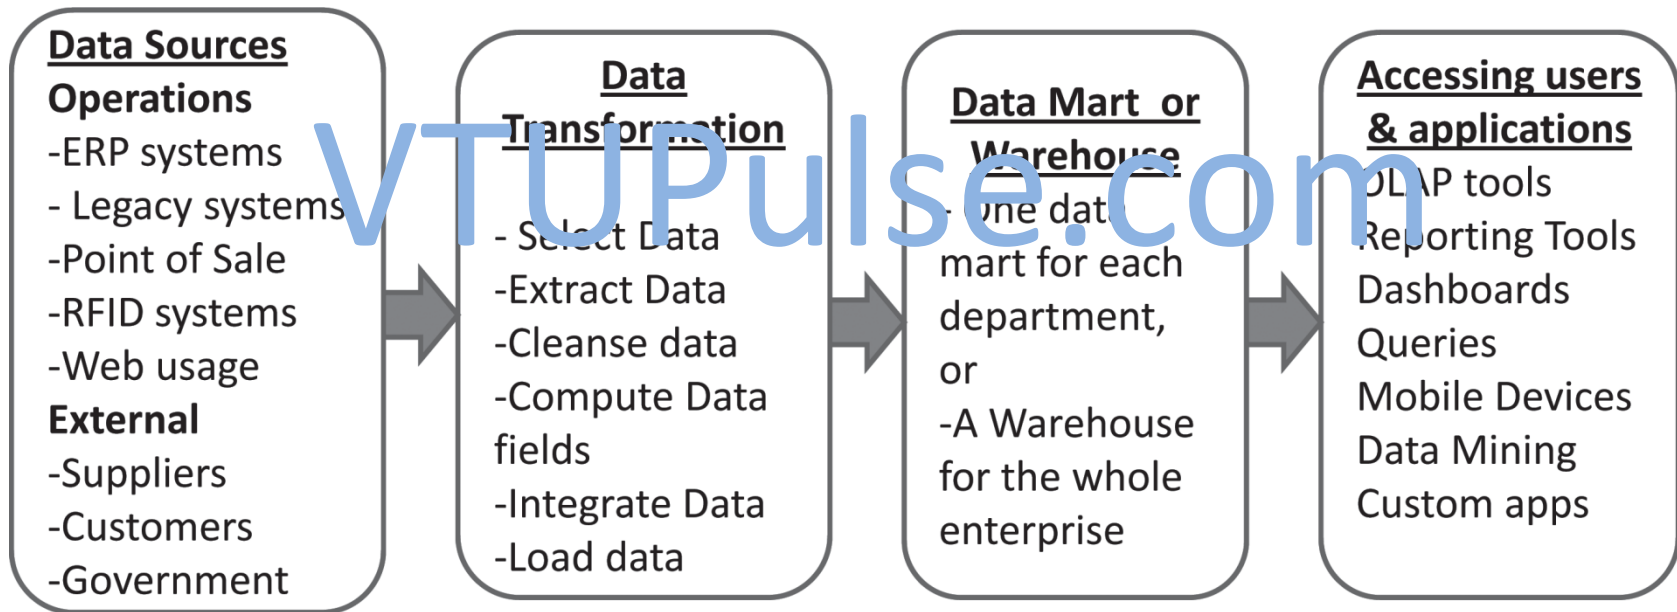 Data Sources
Operations
-ERP systems
- Legacy systems
-Point of Sale
-RFID systems
-Web usage
External
-Suppliers
-Customers
-Government
Data
Transformation
- Select Data
-Extract Data
-Cleanse data
-Compute Data
fields
-Integrate Data
-Load data
Data Mart or
Warehouse
- One data
mart for each
department,
or
-A Warehouse
for the whole
enterprise
Accessing users
& applications
OLAP tools
Reporting Tools
Dashboards
Queries
Mobile Devices
Data Mining
Custom apps
VTUPulse.com